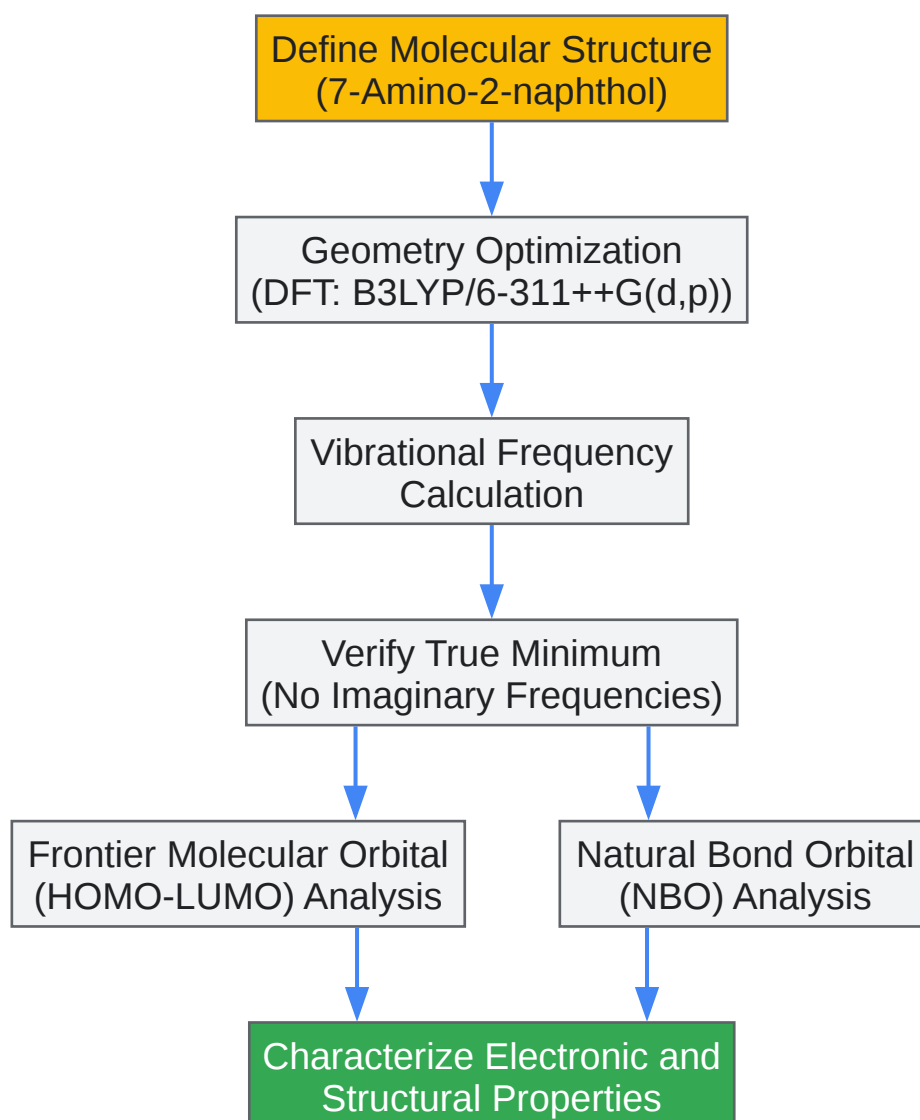 Define Molecular Structure
(7-Amino-2-naphthol)
Geometry Optimization
(DFT: B3LYP/6-311++G(d,p))
Vibrational Frequency
Calculation
Verify True Minimum
(No Imaginary Frequencies)
Frontier Molecular Orbital
(HOMO-LUMO) Analysis
Natural Bond Orbital
(NBO) Analysis
Characterize Electronic and
Structural Properties